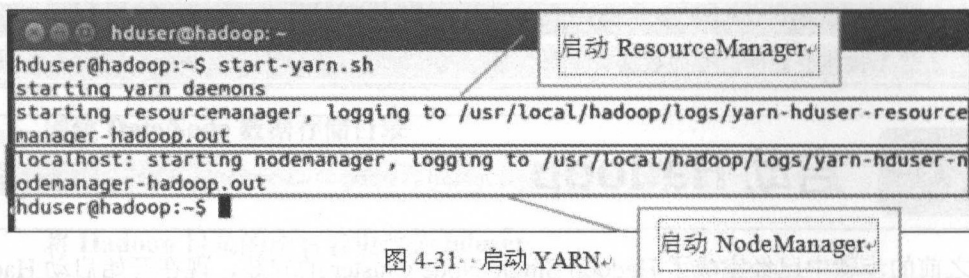 hduser@hadoop: ~
启动 ResourceManager
hduser@hadoop:~$ start-yarn.sh
starting yarn daemons
starting resourcemanager, logging to /usr/local/hadoop/logs/yarn-hduser-resource
manager-hadoop.out
localhost: starting nodemanager, logging to /usr/local/hadoop/logs/yarn-hduser-n
odemanager-hadoop.out
hduser@hadoop:~$
启动 NodeManager
图 4-31 启动 YARN